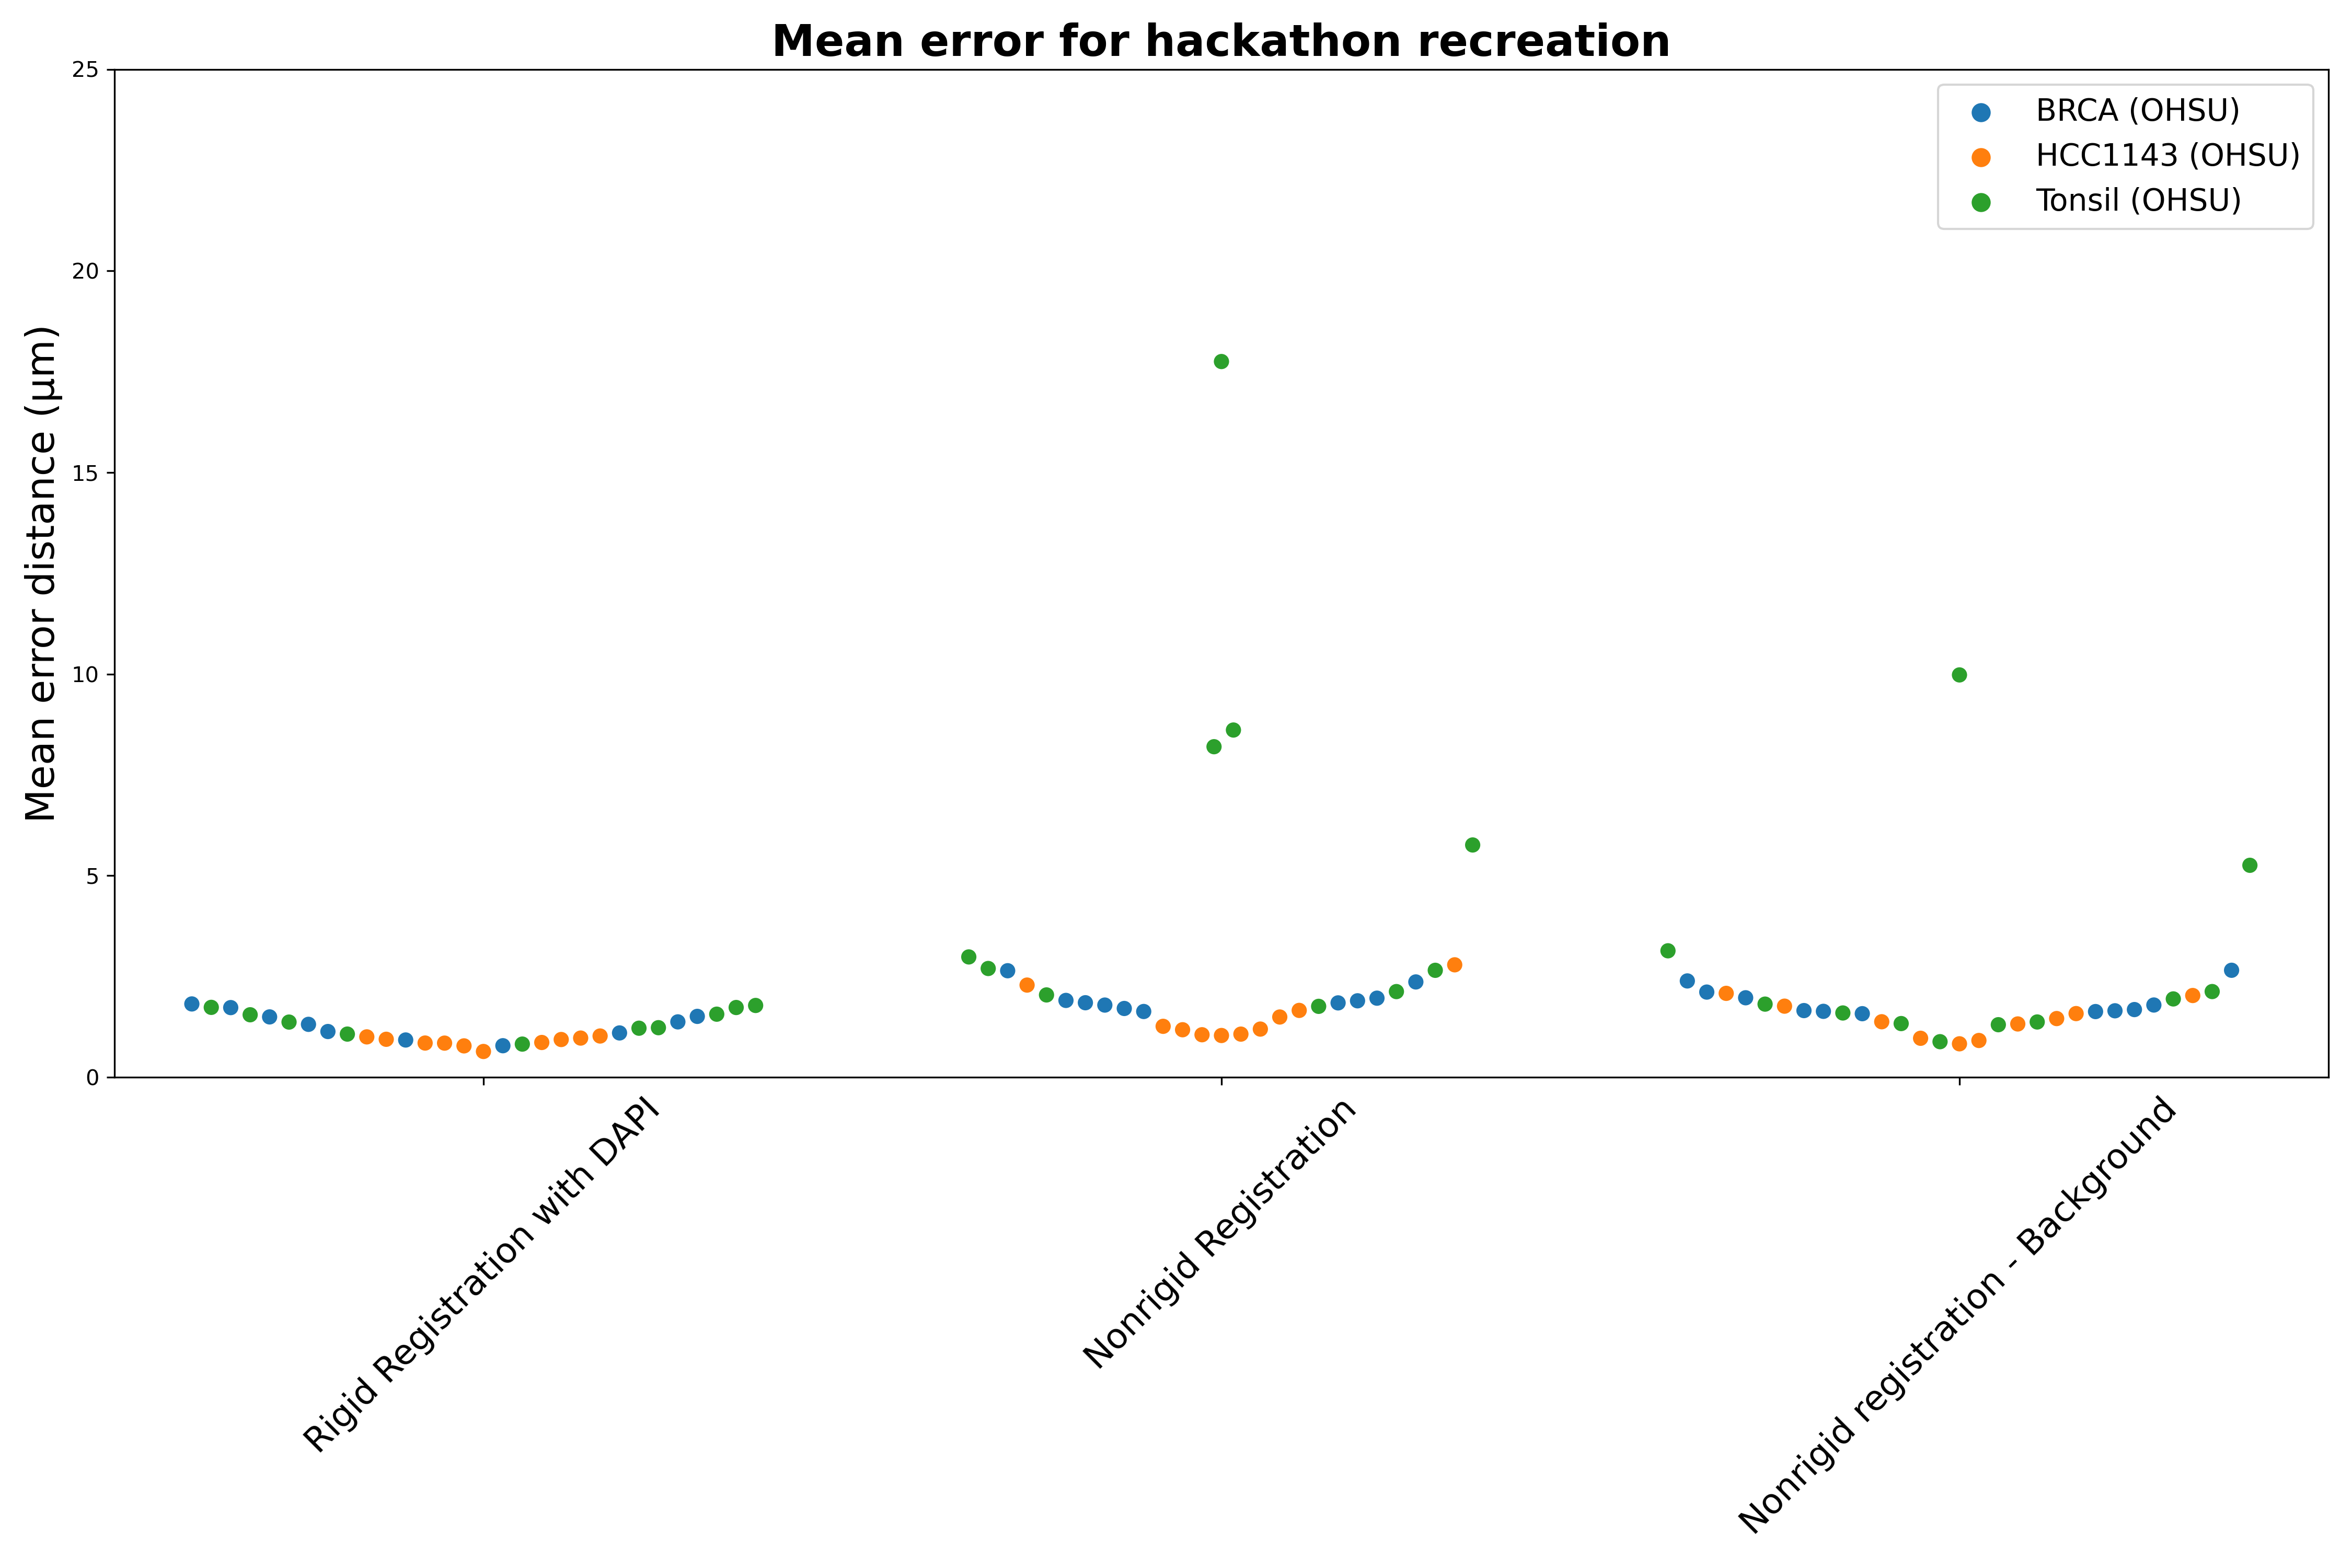 Mean error for hackathon recreation
25
20
15
10
5
0
Mean error distance (μm)
BRCA (OHSU)
HCC1143 (OHSU)
Tonsil (OHSU)
Rigid Registration with DAPI
Nonrigid Registration
Nonrigid registration - Background